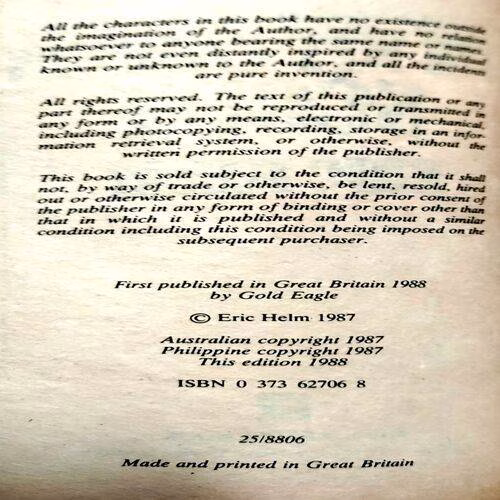 All the characters in this book have no existence outside
the imagination of the Author, and have no relation
whatsoever to anyone bearing the same name or names.
They are not even distantly inspired by any individual
known or unknown to the Author, and all the incidents
are pure invention.
All rights reserved. The text of this publication or any
part thereof may not be reproduced or transmitted in
any form or by any means, electronic or mechanical,
including photocopying, recording, storage in an infor-
mation retrieval system, or otherwise, without the
written permission of the publisher.
This book is sold subject to the condition that it shall
not, by way of trade or otherwise, be lent, resold, hired
out or otherwise circulated without the prior consent of
the publisher in any form of binding or cover other than
that in which it is published and without a similar
condition including this condition being imposed on the
subsequent purchaser.
First published in Great Britain 1988
by Gold Eagle
© Eric Helm 1987
Australian copyright 1987
Philippine copyright 1987
This edition 1988
ISBN 0 373 62706 8
25/8806
Made and printed in Great Britain